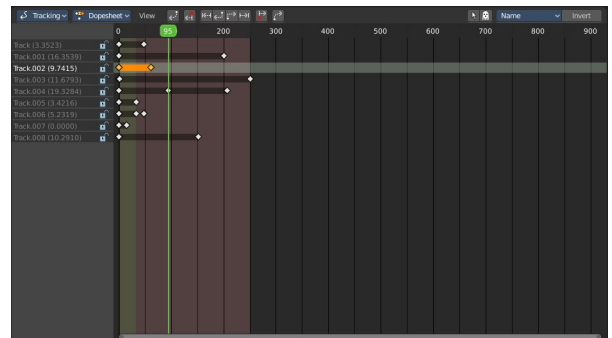 Tracking Dopesheet View Name Invert
0 95 200 300 400 500 600 700 800 900
Track (3.3523)
Track.001 (16.3539)
Track.002 (9.7415)
Track.003 (11.6793)
Track.004 (19.3284)
Track.005 (3.4216)
Track.006 (5.2319)
Track.007 (0.0000)
Track.008 (10.2910)